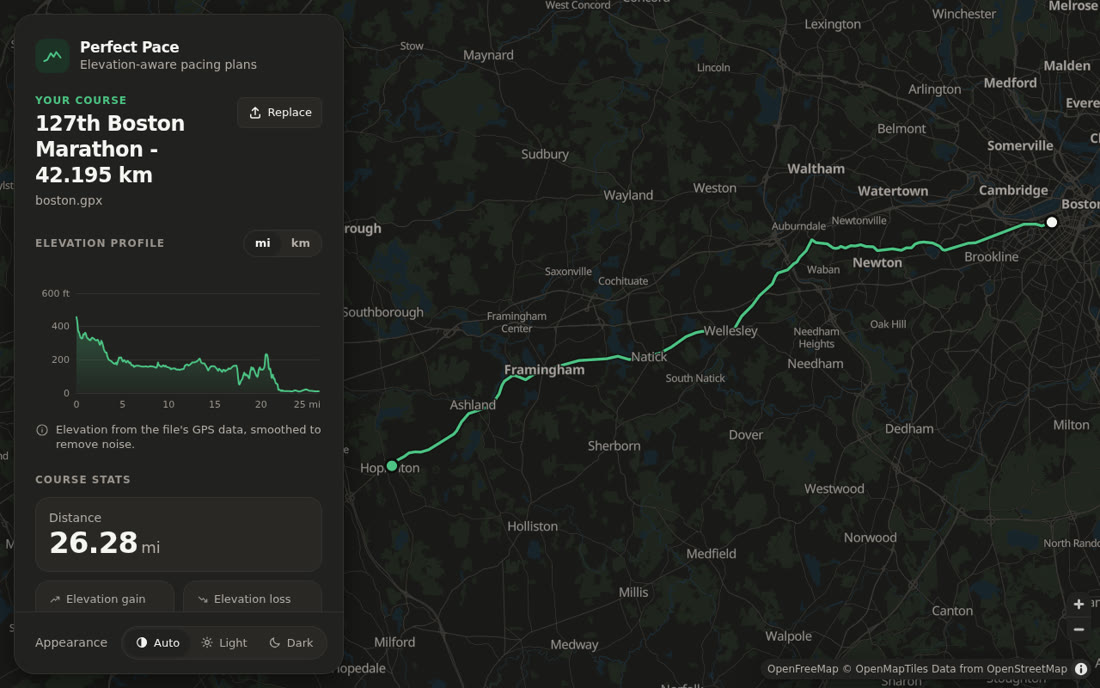 Perfect Pace
Elevation-aware pacing plans
YOUR COURSE
127th Boston
Marathon -
42.195 km
boston.gpx
Replace
ELEVATION PROFILE
mi km
600 ft
400
200
0
0 5 10 15 20 25 mi
Elevation from the file's GPS data, smoothed to
remove noise.
COURSE STATS
Distance
26.28 mi
Elevation gain
Elevation loss
Appearance
Auto Light Dark
West Concord
Stow
Maynard
Lincoln
Lexington
Winchester
Melrose
Malden
Medford
Arlington
Belmont
Somerville
Sudbury
Wayland
Weston
Waltham
Watertown
Cambridge
Boston
Auburndale
Newtonville
Newton
Waban
Brookline
Saxonville
Cochituate
Southborough
Framingham
Center
Wellesley
Needham
Heights
Oak Hill
Needham
Natick
Framingham
South Natick
Ashland
Dover
Dedham
Milton
Sherborn
Westwood
Holliston
Medfield
Norwood
Millis
Canton
Milford
Medway
Walpole
+
−
OpenFreeMap © OpenMapTiles Data from OpenStreetMap